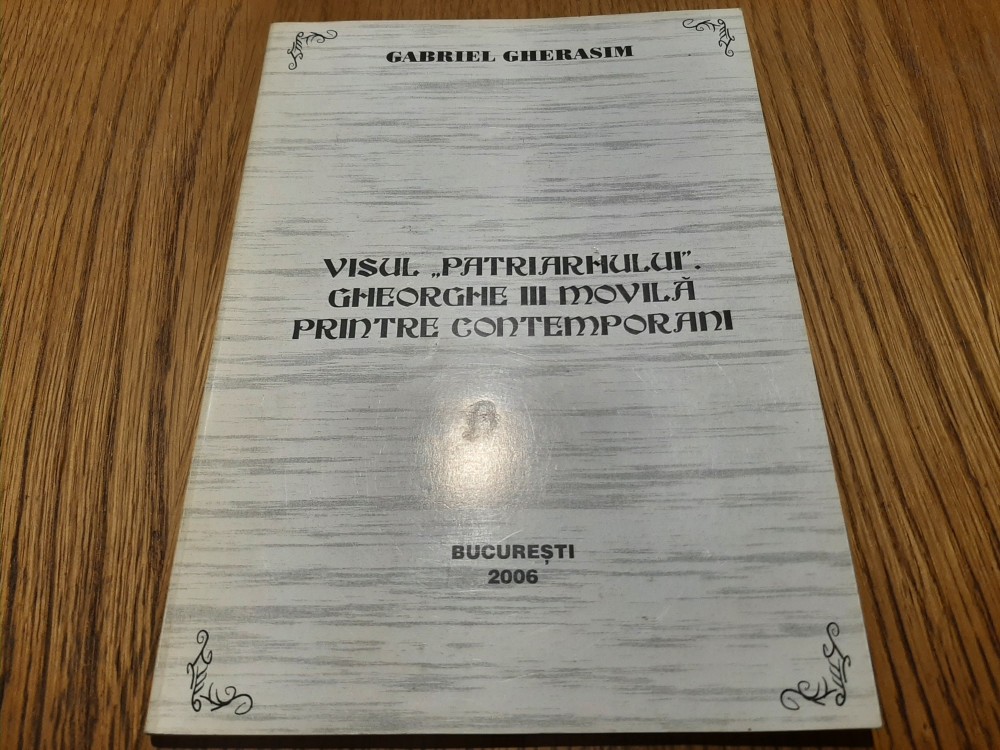 GABRIEL GHERASIM
VISUL „PATRIARHULUI”.
GHEORGHE III MOVILĂ
PRINTRE CONTEMPORANI
BUCUREȘTI
2006